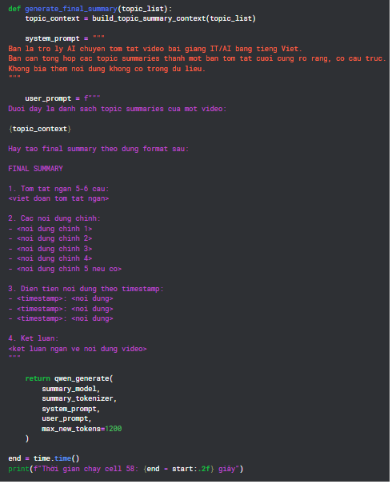 def generate_final_summary(topic_list):
    topic_context = build_topic_summary_context(topic_list)

    system_prompt = """
Ban la tro ly AI chuyen tom tat video bai giang IT/AI bang tieng Viet.
Ban can tong hop cac topic summaries thanh mot ban tom tat cuoi cung ro rang, co cau truc.
Khong bia them noi dung khong co trong du lieu.
"""

    user_prompt = f"""
Duoi day la danh sach topic summaries cua mot video:

{topic_context}

Hay tao final summary theo dung format sau:

FINAL SUMMARY

1. Tom tat ngan 5-6 cau:
<viet doan tom tat ngan>

2. Cac noi dung chinh:
- <noi dung chinh 1>
- <noi dung chinh 2>
- <noi dung chinh 3>
- <noi dung chinh 4>
- <noi dung chinh 5 neu co>

3. Dien tien noi dung theo timestamp:
- <timestamp>: <noi dung>
- <timestamp>: <noi dung>
- <timestamp>: <noi dung>

4. Ket luan:
<ket luan ngan ve noi dung video>
"""

    return qwen_generate(
        summary_model,
        summary_tokenizer,
        system_prompt,
        user_prompt,
        max_new_tokens=1200
    )

end = time.time()
print(f"Thời gian chạy cell 5B: {end - start:.2f} giây")